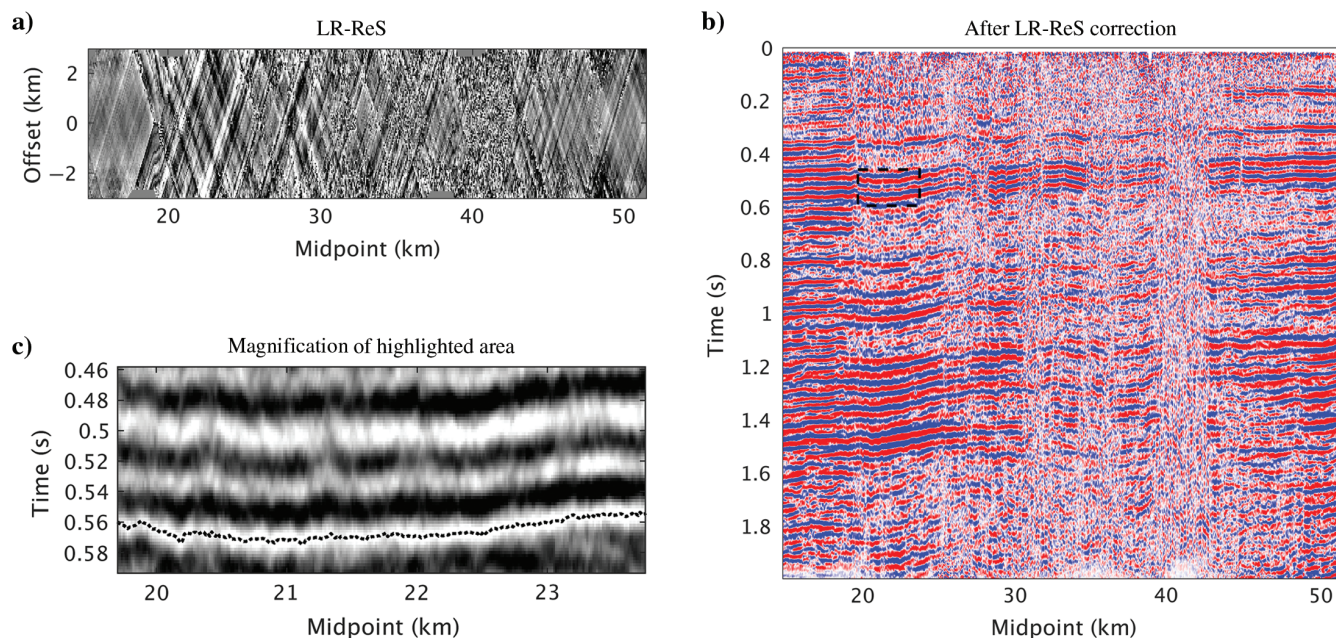 a)
LR-ReS
2
0
−2
Offset (km)
20
30
40
50
Midpoint (km)
b)
After LR-ReS correction
0
0.2
0.4
0.6
0.8
1
1.2
1.4
1.6
1.8
Time (s)
20
30
40
50
Midpoint (km)
c)
Magnification of highlighted area
0.46
0.48
0.5
0.52
0.54
0.56
0.58
Time (s)
20
21
22
23
Midpoint (km)